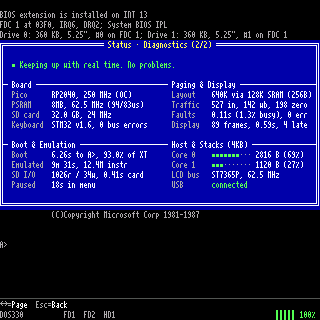 BIOS extension is installed on INT 13
FDC 1 at 03F0, IRQ6, DRQ2; System BIOS IPL
Drive 0: 360 KB, 5.25", #0 on FDC 1; Drive 1: 360 KB, 5.25", #1 on FDC 1
Status · Diagnostics (2/2)
Keeping up with real time. No problems.
Board
Pico RP2040, 250 MHz (OC)
PSRAM 8MB, 62.5 MHz (94/83us)
SD card 32.0 GB, 24 MHz
Keyboard STM32 v1.6, 0 bus errors
Paging & Display
Layout 640K via 128K SRAM (256B)
Traffic 527 in, 142 wb, 198 zero
Faults 0.11s (1.3% busy), 0 err
Display 89 frames, 0.59s, 4 late
Boot & Emulation
Boot 6.26s to A>, 93.0% of XT
Emulated 9m 31s, 12.4M instr
SD I/O 1026r / 34w, 0.41s card
Paused 18s in menu
Host & Stacks (4KB)
Core 0 2816 B (69%)
Core 1 1120 B (27%)
LCD bus ST7365P, 62.5 MHz
USB connected
(C)Copyright Microsoft Corp 1981-1987
A>
↔=Page Esc=Back
DOS330 FD1 FD2 HD1 100%